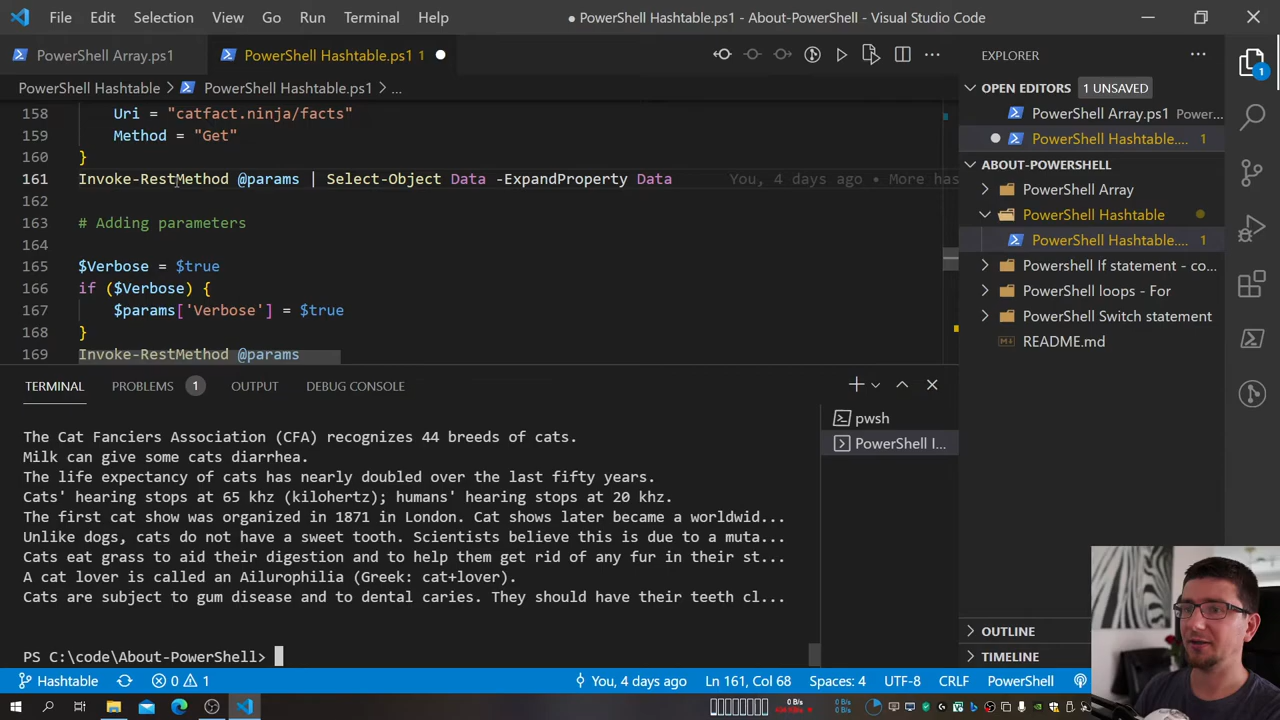 File Edit Selection View Go Run Terminal Help
● PowerShell Hashtable.ps1 - About-PowerShell - Visual Studio Code
PowerShell Array.ps1
PowerShell Hashtable.ps1 1 ●
EXPLORER
PowerShell Hashtable > PowerShell Hashtable.ps1 > ...
OPEN EDITORS 1 UNSAVED
PowerShell Array.ps1 Power...
PowerShell Hashtable.... 1
ABOUT-POWERSHELL
PowerShell Array
PowerShell Hashtable
PowerShell Hashtable.... 1
Powershell If statement - co...
PowerShell loops - For
PowerShell Switch statement
README.md
OUTLINE
TIMELINE
1
158 Uri = "catfact.ninja/facts"
159 Method = "Get"
160 }
161 Invoke-RestMethod @params | Select-Object Data -ExpandProperty Data You, 4 days ago • More has
162
163 # Adding parameters
164
165 $Verbose = $true
166 if ($Verbose) {
167 $params['Verbose'] = $true
168 }
169 Invoke-RestMethod @params
TERMINAL PROBLEMS 1 OUTPUT DEBUG CONSOLE
pwsh
PowerShell I...
The Cat Fanciers Association (CFA) recognizes 44 breeds of cats.
Milk can give some cats diarrhea.
The life expectancy of cats has nearly doubled over the last fifty years.
Cats' hearing stops at 65 khz (kilohertz); humans' hearing stops at 20 khz.
The first cat show was organized in 1871 in London. Cat shows later became a worldwid...
Unlike dogs, cats do not have a sweet tooth. Scientists believe this is due to a muta...
Cats eat grass to aid their digestion and to help them get rid of any fur in their st...
A cat lover is called an Ailurophilia (Greek: cat+lover).
Cats are subject to gum disease and to dental caries. They should have their teeth cl...
PS C:\code\About-PowerShell>
Hashtable 0 1 You, 4 days ago Ln 161, Col 68 Spaces: 4 UTF-8 CRLF PowerShell
0 B/s
0 B/s